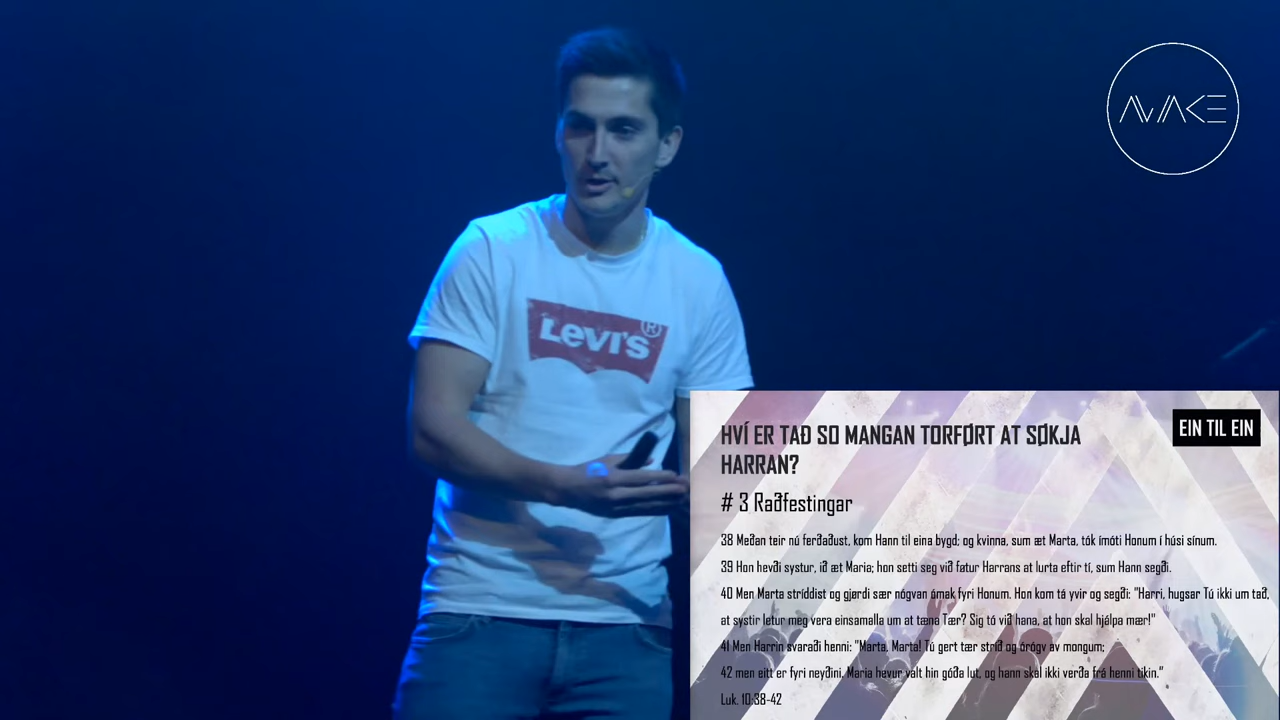 AWAKE
LEVI'S
®
EIN TIL EIN
HVÍ ER TAÐ SO MANGAN TORFØRT AT SØKJA
HARRAN?
# 3 Raðfestingar
38 Meðan teir nú ferðaðust, kom Hann til eina bygd; og kvinna, sum æt Marta, tók ímóti Honum í húsi sínum.
39 Hon hevði systur, ið æt Maria; hon setti seg við føtur Harrans at lurta eftir tí, sum Hann segði.
40 Men Marta stríddist og gjørdi sær nógvan ómak fyri Honum. Hon kom tá yvir og segði: "Harri, hugsar Tú ikki um tað,
at systir letur meg vera einsamalla um at tæna Tær? Sig tó við hana, at hon skal hjálpa mær!"
41 Men Harrin svaraði henni: "Marta, Marta! Tú gert tær stríð og órógv av mongum;
42 men eitt er fyri neyðini. Maria hevur valt hin góða lut, og hann skal ikki verða frá henni tikin."
Luk. 10:38-42